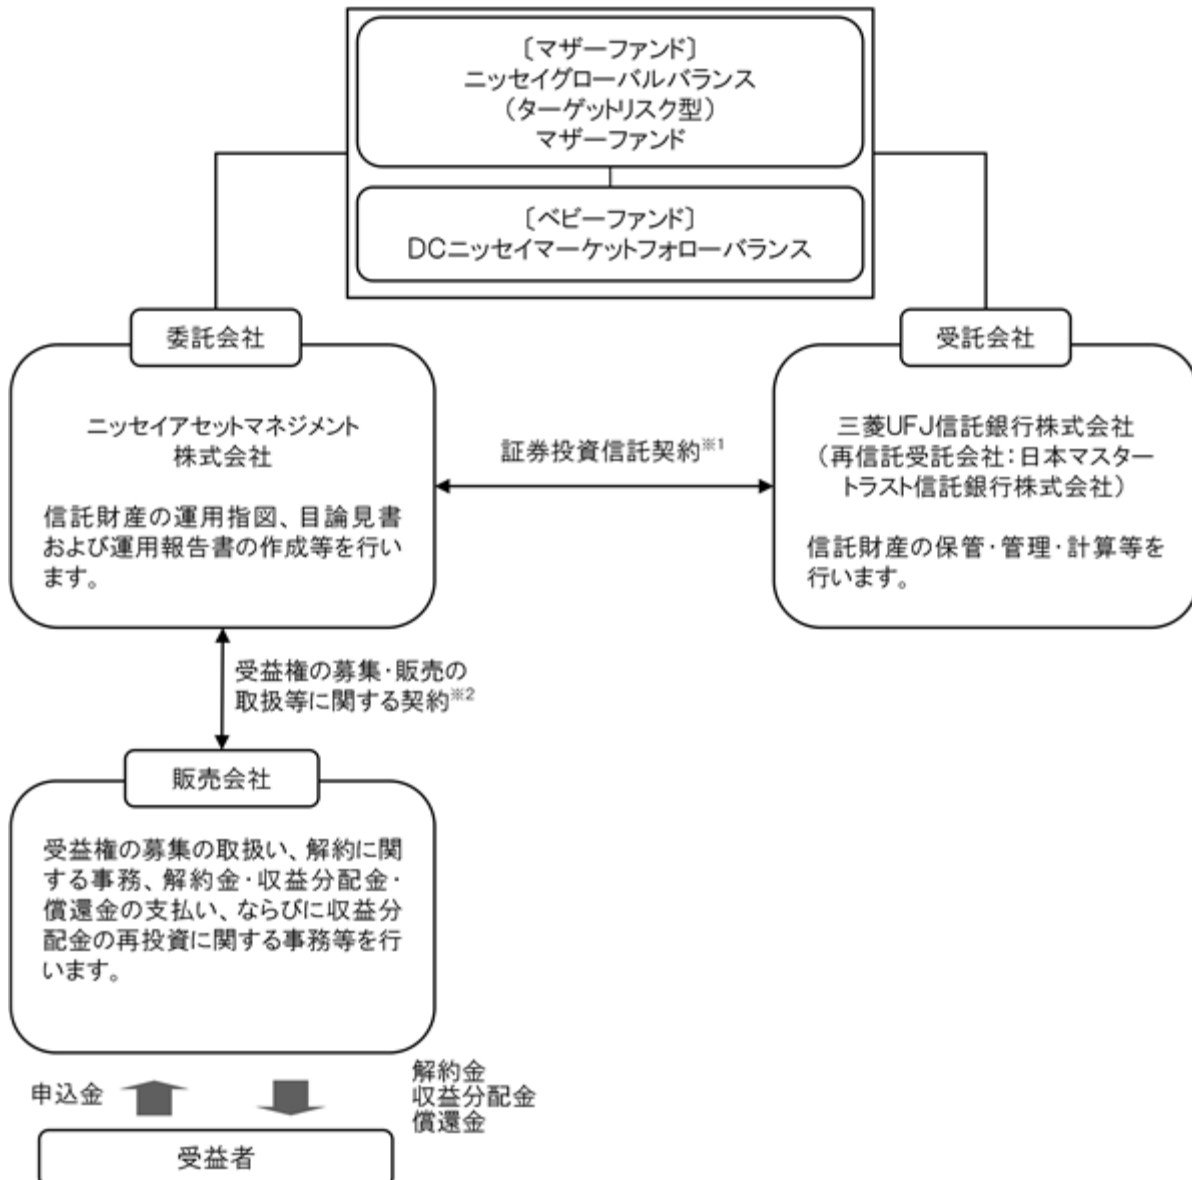 〔マザーファンド〕
ニッセイグローバルバランス
（ターゲットリスク型）
マザーファンド
〔ベビーファンド〕
DCニッセイマーケットフォローバランス
委託会社
ニッセイアセットマネジメント
株式会社
信託財産の運用指図、目論見書
および運用報告書の作成等を行い
ます。
証券投資信託契約※1
受託会社
三菱UFJ信託銀行株式会社
（再信託受託会社：日本マスター
トラスト信託銀行株式会社）
信託財産の保管・管理・計算等を
行います。
受益権の募集・販売の
取扱等に関する契約※2
販売会社
受益権の募集の取扱い、解約に関
する事務、解約金・収益分配金・
償還金の支払い、ならびに収益分
配金の再投資に関する事務等を行
います。
申込金
解約金
収益分配金
償還金
受益者